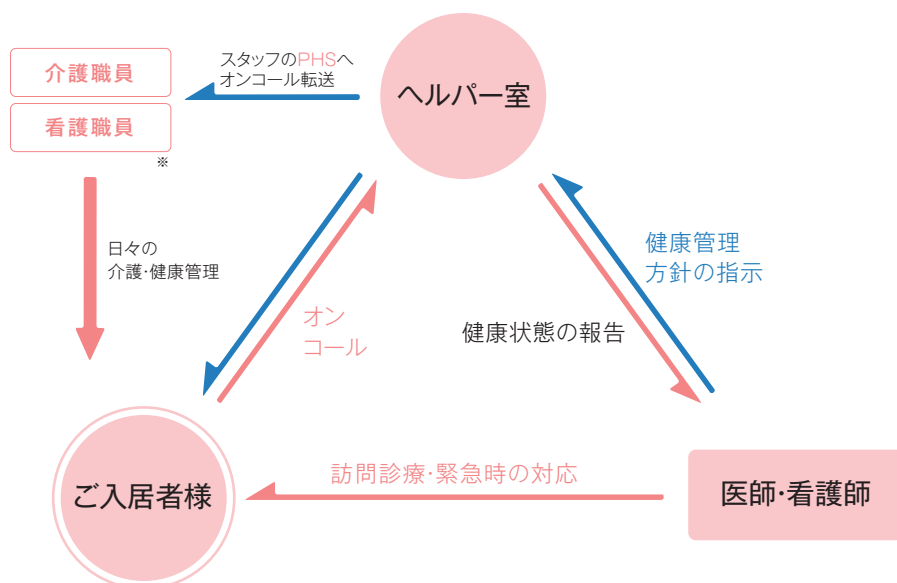 介護職員
看護職員
※
スタッフのPHSへ
オンコール転送
ヘルパー室
日々の
介護・健康管理
オン
コール
健康管理
方針の指示
健康状態の報告
ご入居者様
訪問診療・緊急時の対応
医師・看護師